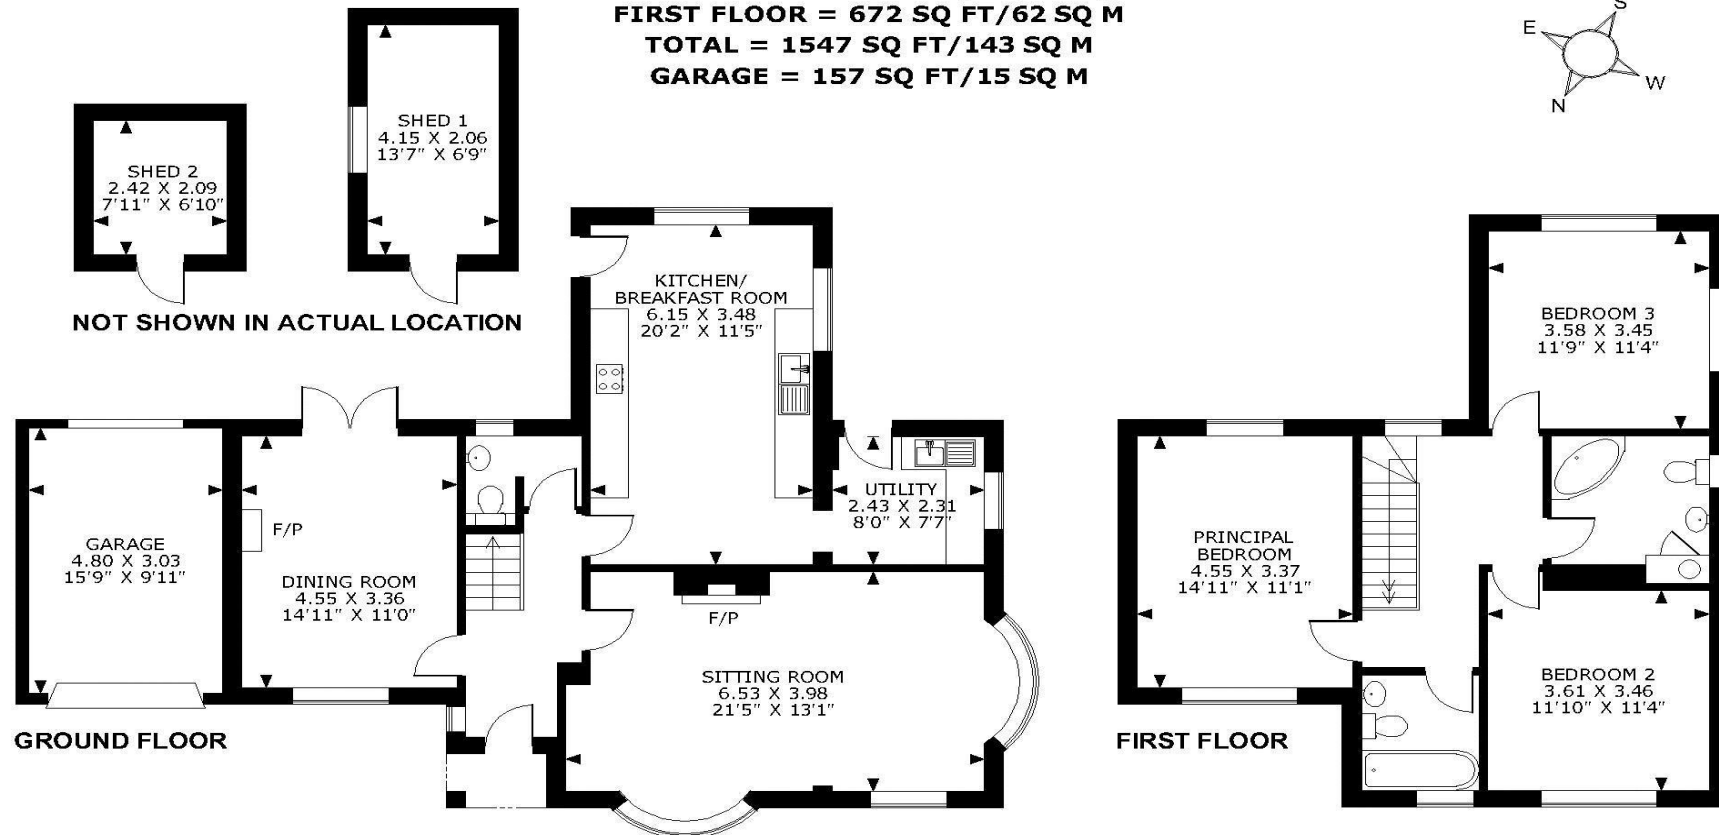 FIRST FLOOR = 672 SQ FT/62 SQ M
TOTAL = 1547 SQ FT/143 SQ M
GARAGE = 157 SQ FT/15 SQ M
S
E
W
N
SHED 1
4.15 X 2.06
13'7" X 6'9"
SHED 2
2.42 X 2.09
7'11" X 6'10"
NOT SHOWN IN ACTUAL LOCATION
KITCHEN/
BREAKFAST ROOM
6.15 X 3.48
20'2" X 11'5"
UTILITY
2.43 X 2.31
8'0" X 7'7"
GARAGE
4.80 X 3.03
15'9" X 9'11"
F/P
DINING ROOM
4.55 X 3.36
14'11" X 11'0"
F/P
SITTING ROOM
6.53 X 3.98
21'5" X 13'1"
GROUND FLOOR
BEDROOM 3
3.58 X 3.45
11'9" X 11'4"
PRINCIPAL
BEDROOM
4.55 X 3.37
14'11" X 11'1"
BEDROOM 2
3.61 X 3.46
11'10" X 11'4"
FIRST FLOOR